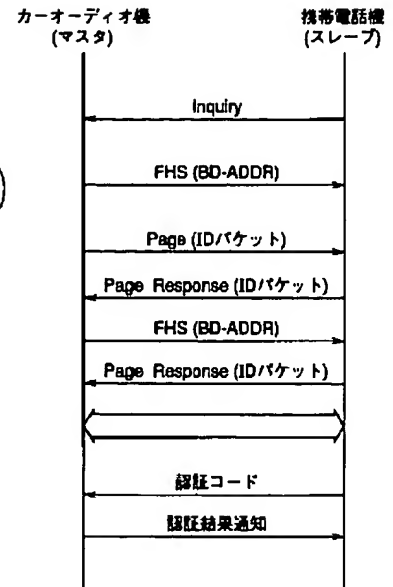 カーオーディオ機
(マスタ)
携帯電話機
(スレーブ)
Inquiry
FHS (BD-ADDR)
Page (IDパケット)
Page Response (IDパケット)
FHS (BD-ADDR)
Page Response (IDパケット)
認証コード
認証結果通知